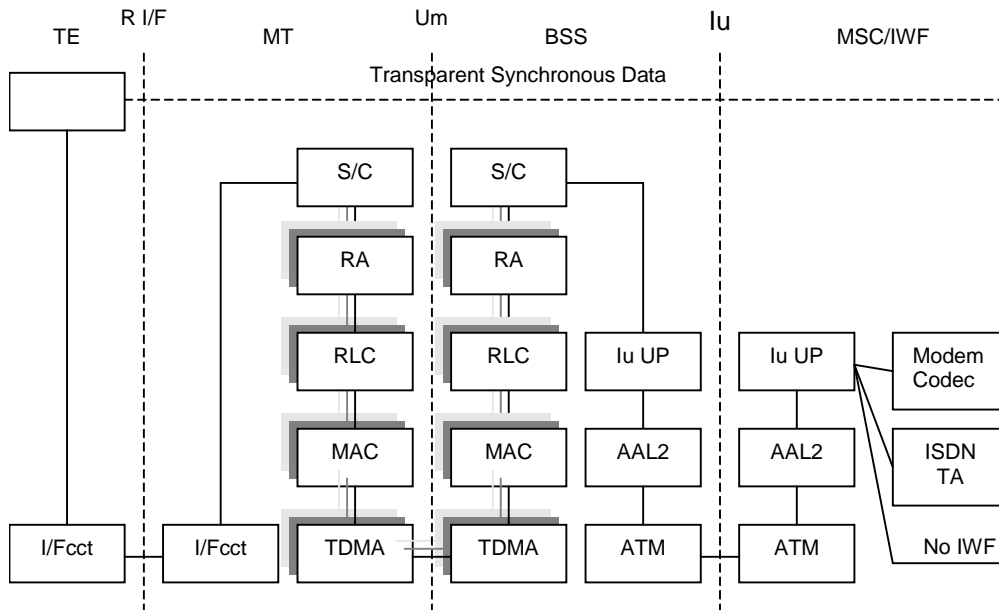 R I/F
Um
Iu
TE
MT
BSS
MSC/IWF
Transparent Synchronous Data
S/C
S/C
RA
RA
RLC
RLC
Iu UP
Iu UP
Modem
Codec
MAC
MAC
AAL2
AAL2
ISDN
TA
I/Fcct
I/Fcct
TDMA
TDMA
ATM
ATM
No IWF